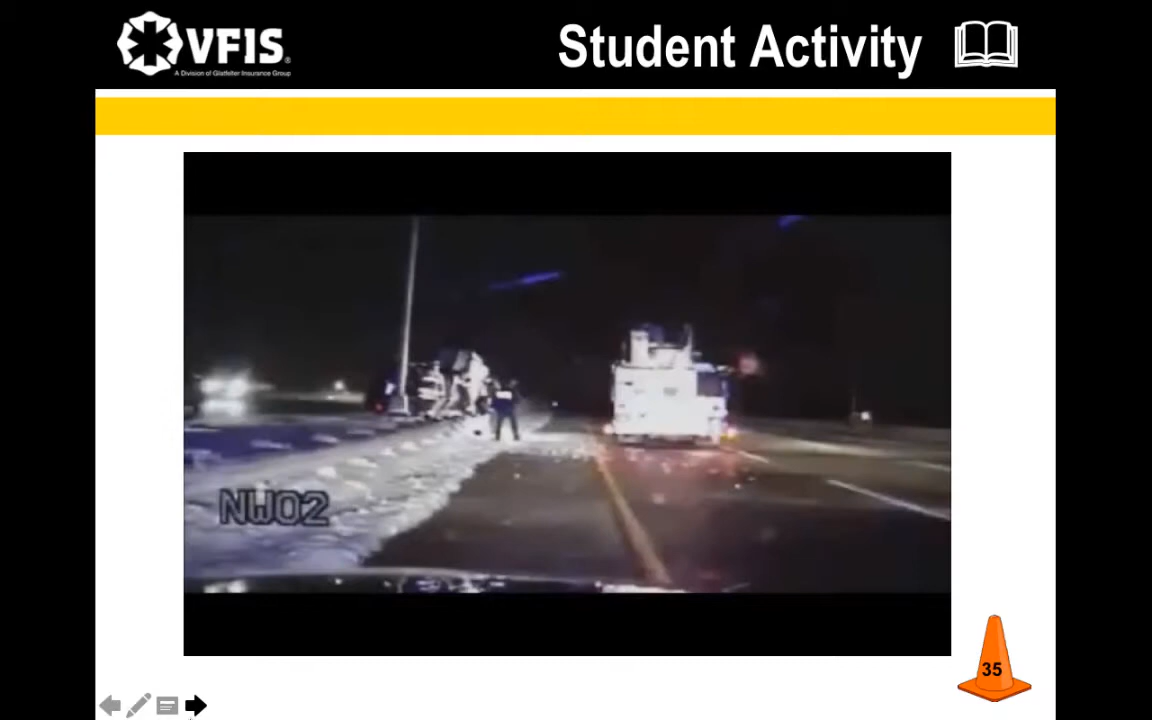 VFIS®
A Division of Glatfelter Insurance Group
Student Activity
NW02
35